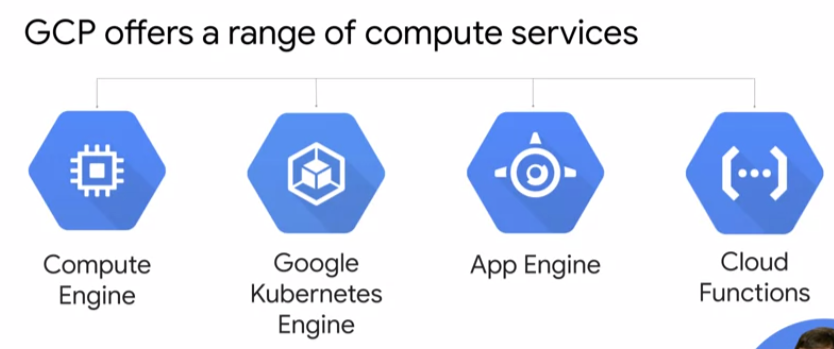 GCP offers a range of compute services
Compute
Engine
Google
Kubernetes
Engine
App Engine
Cloud
Functions